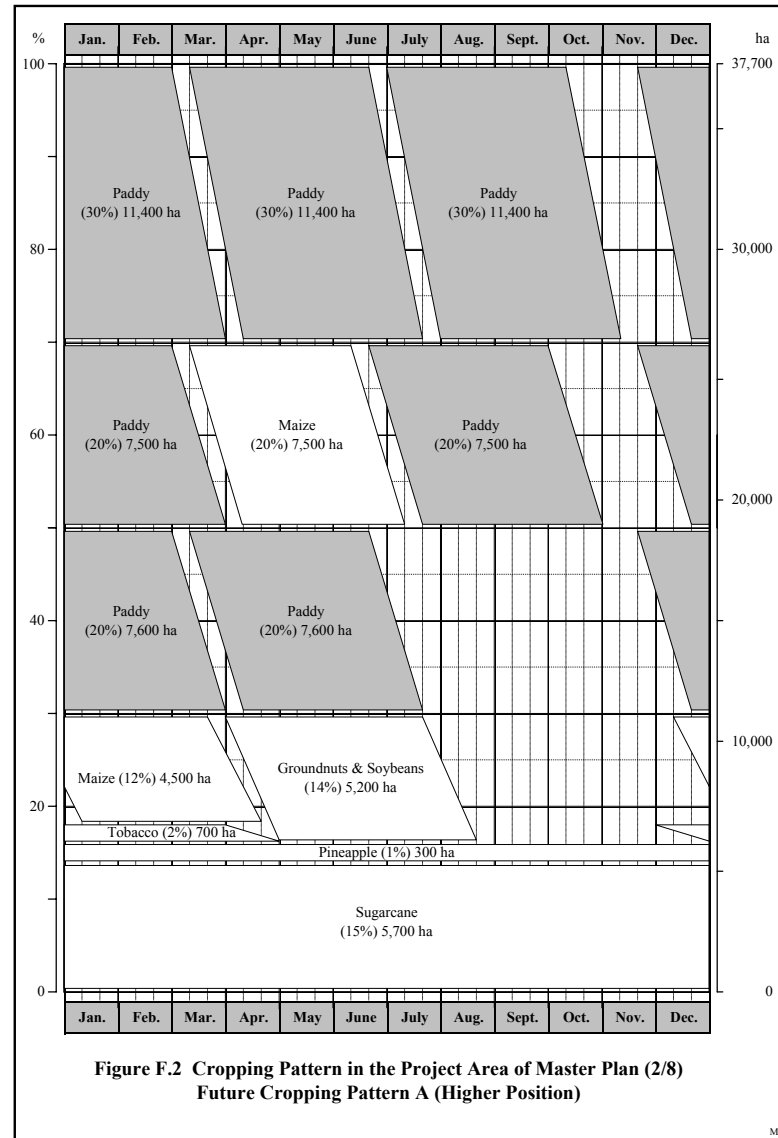 % Jan. Feb. Mar. Apr. May June July Aug. Sept. Oct. Nov. Dec. ha
100 37,700
Paddy Paddy Paddy
(30%) 11,400 ha (30%) 11,400 ha (30%) 11,400 ha
80 30,000
Paddy Maize Paddy
60
(20%) 7,500 ha (20%) 7,500 ha (20%) 7,500 ha
20,000
Paddy Paddy
40
(20%) 7,600 ha (20%) 7,600 ha
10,000
Groundnuts & Soybeans
Maize (12%) 4,500 ha
(14%) 5,200 ha
20
Tobacco (2%) 700 ha
Pineapple (1%) 300 ha
Sugarcane
(15%) 5,700 ha
0 0
Jan. Feb. Mar. Apr. May June July Aug. Sept. Oct. Nov. Dec.
Figure F.2 Cropping Pattern in the Project Area of Master Plan (2/8)
Future Cropping Pattern A (Higher Position)
M